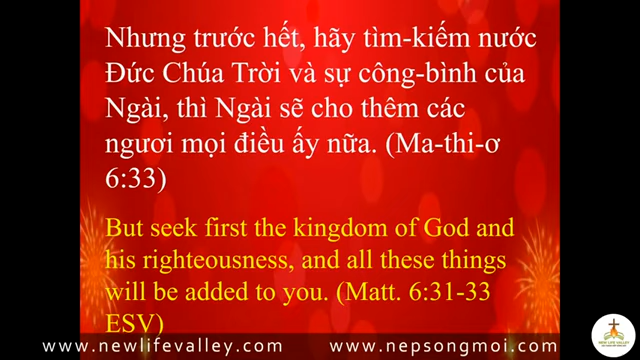 Nhưng trước hết, hãy tìm-kiếm nước
Đức Chúa Trời và sự công-bình của
Ngài, thì Ngài sẽ cho thêm các
ngươi mọi điều ấy nữa. (Ma-thi-ơ
6:33)
But seek first the kingdom of God and
his righteousness, and all these things
will be added to you. (Matt. 6:31-33
ESV)
www.newlifevalley.com www.nepsongmoi.com
NEW LIFE VALLEY